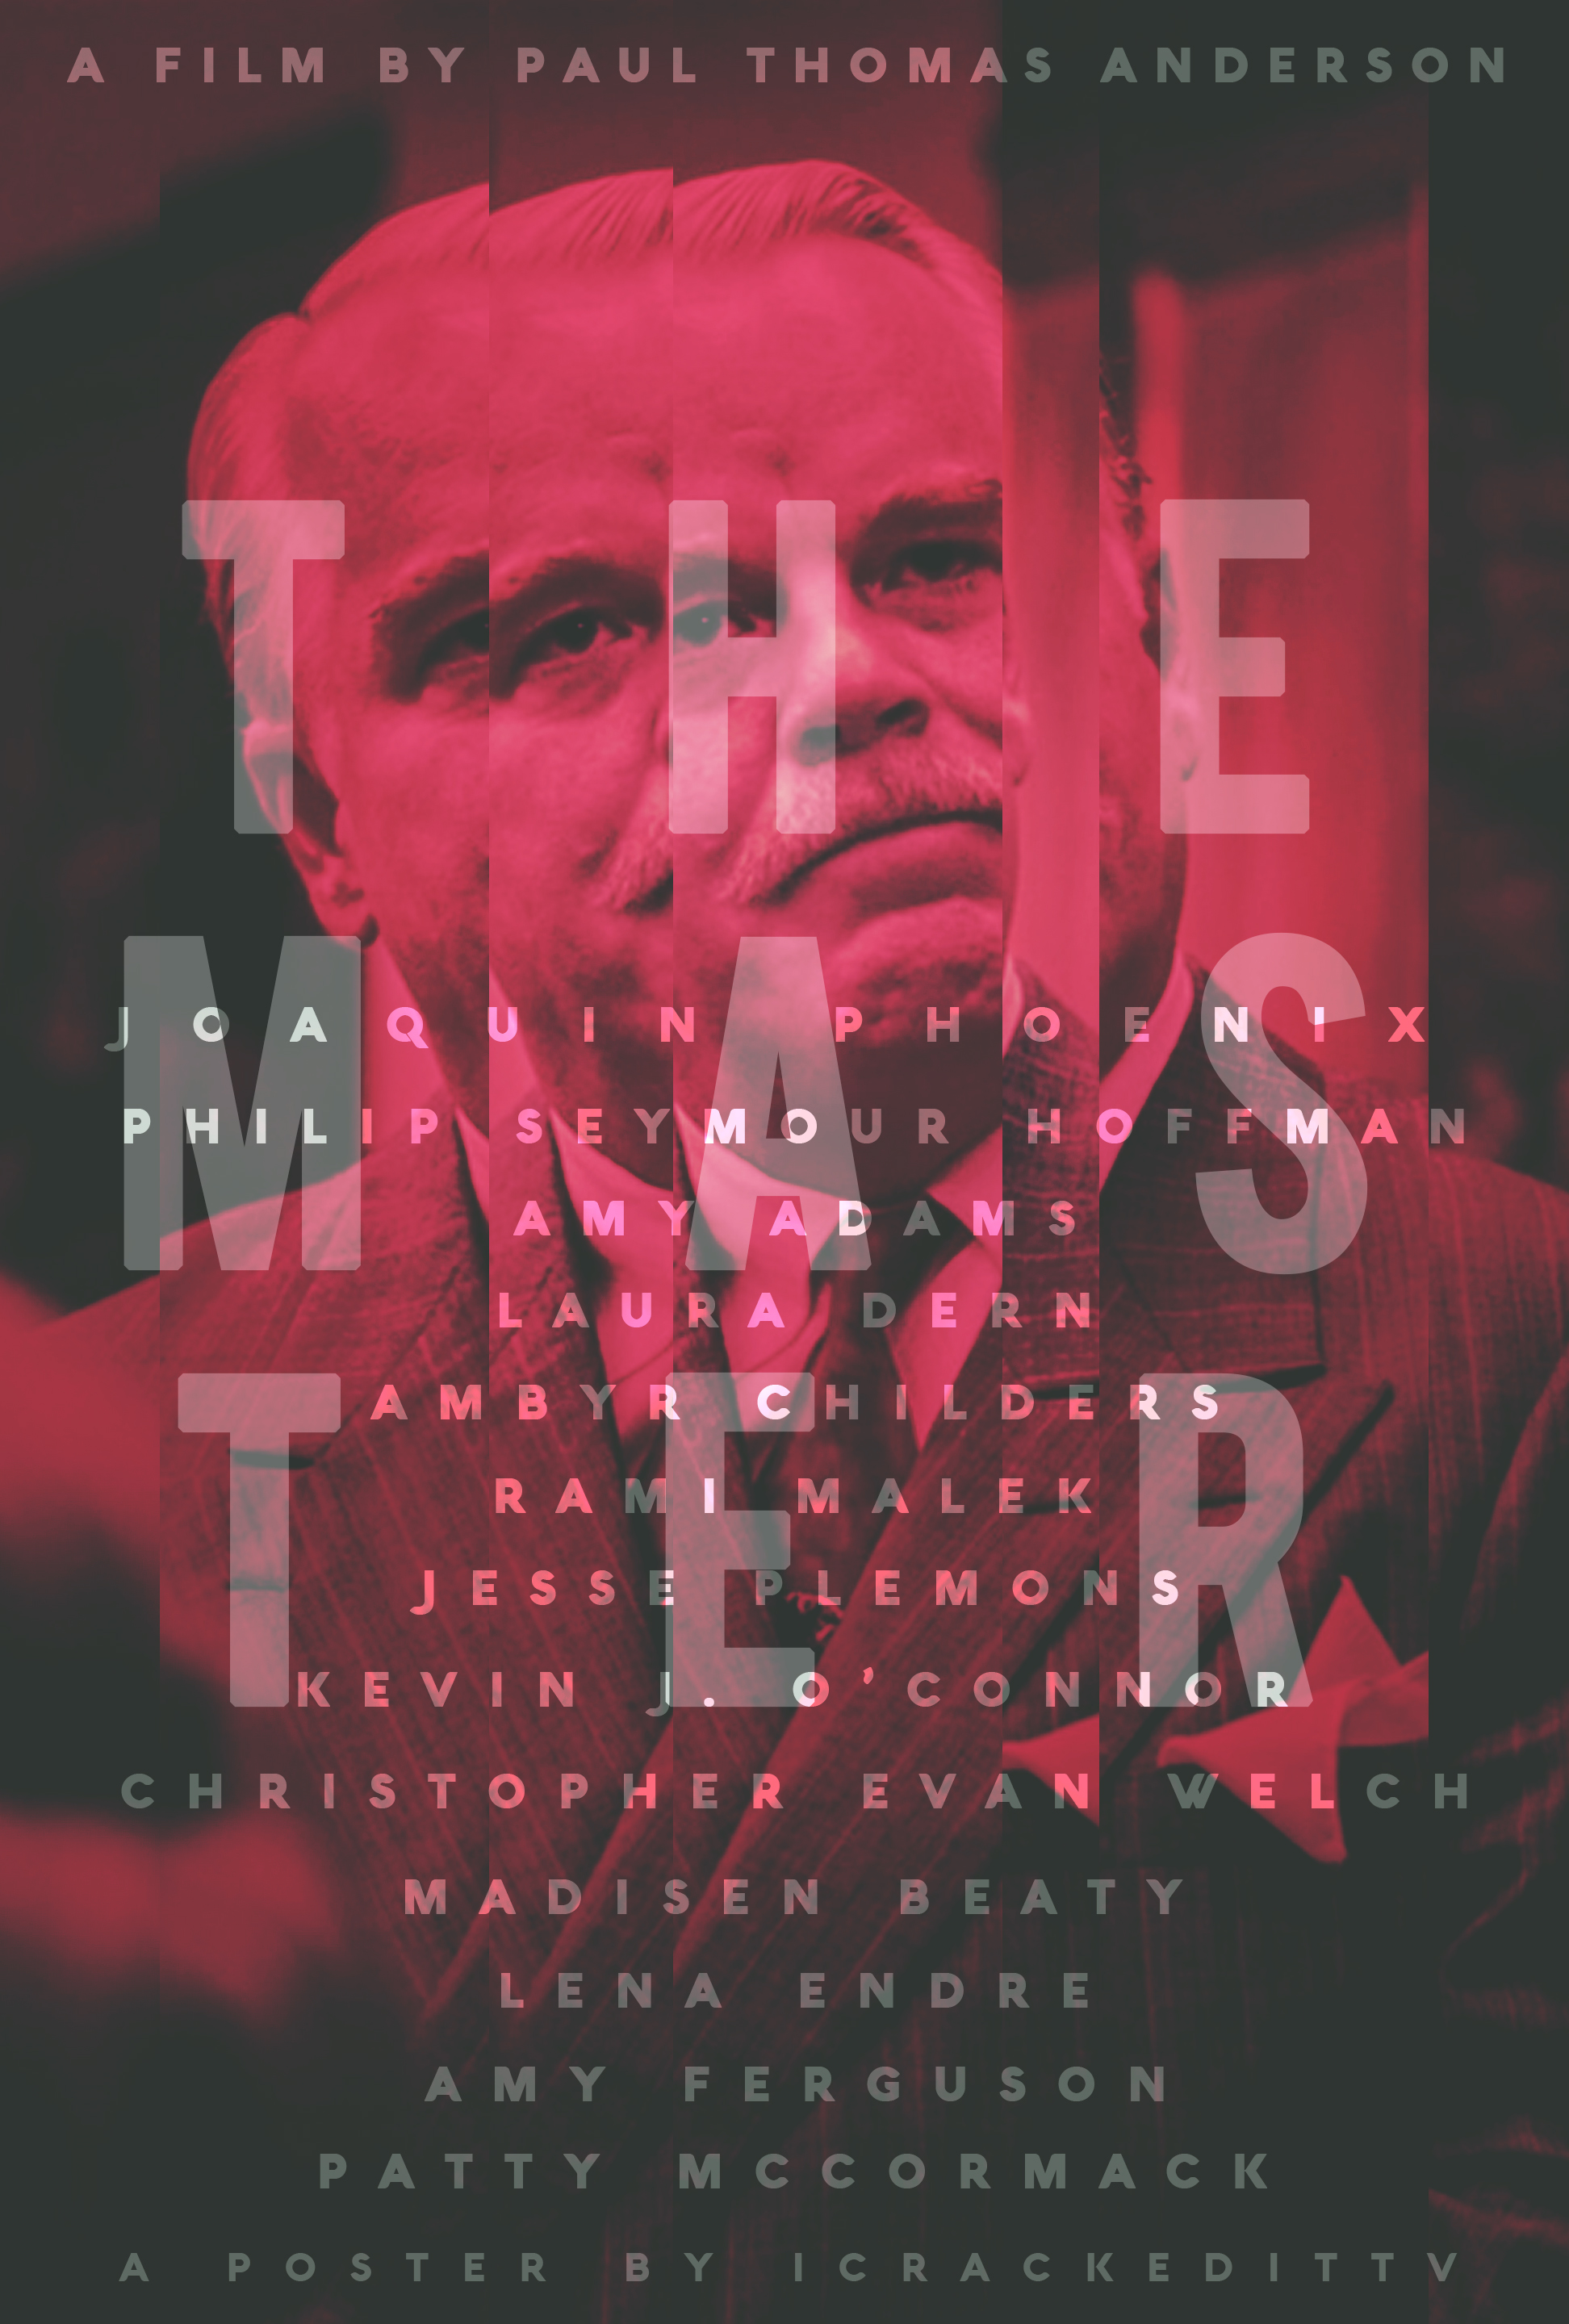 A FILM BY PAUL THOMAS ANDERSON
THE
MAS
JOAQUIN PHOENIX
PHILIP SEYMOUR HOFFMAN
AMY ADAMS
LAURA DERN
TER
AMBYR CHILDERS
RAMI MALEK
JESSE PLEMONS
KEVIN J. O'CONNOR
CHRISTOPHER EVAN WELCH
MADISEN BEATY
LENA ENDRE
AMY FERGUSON
PATTY MCCORMACK
A POSTER BY ICRACKEDITTV